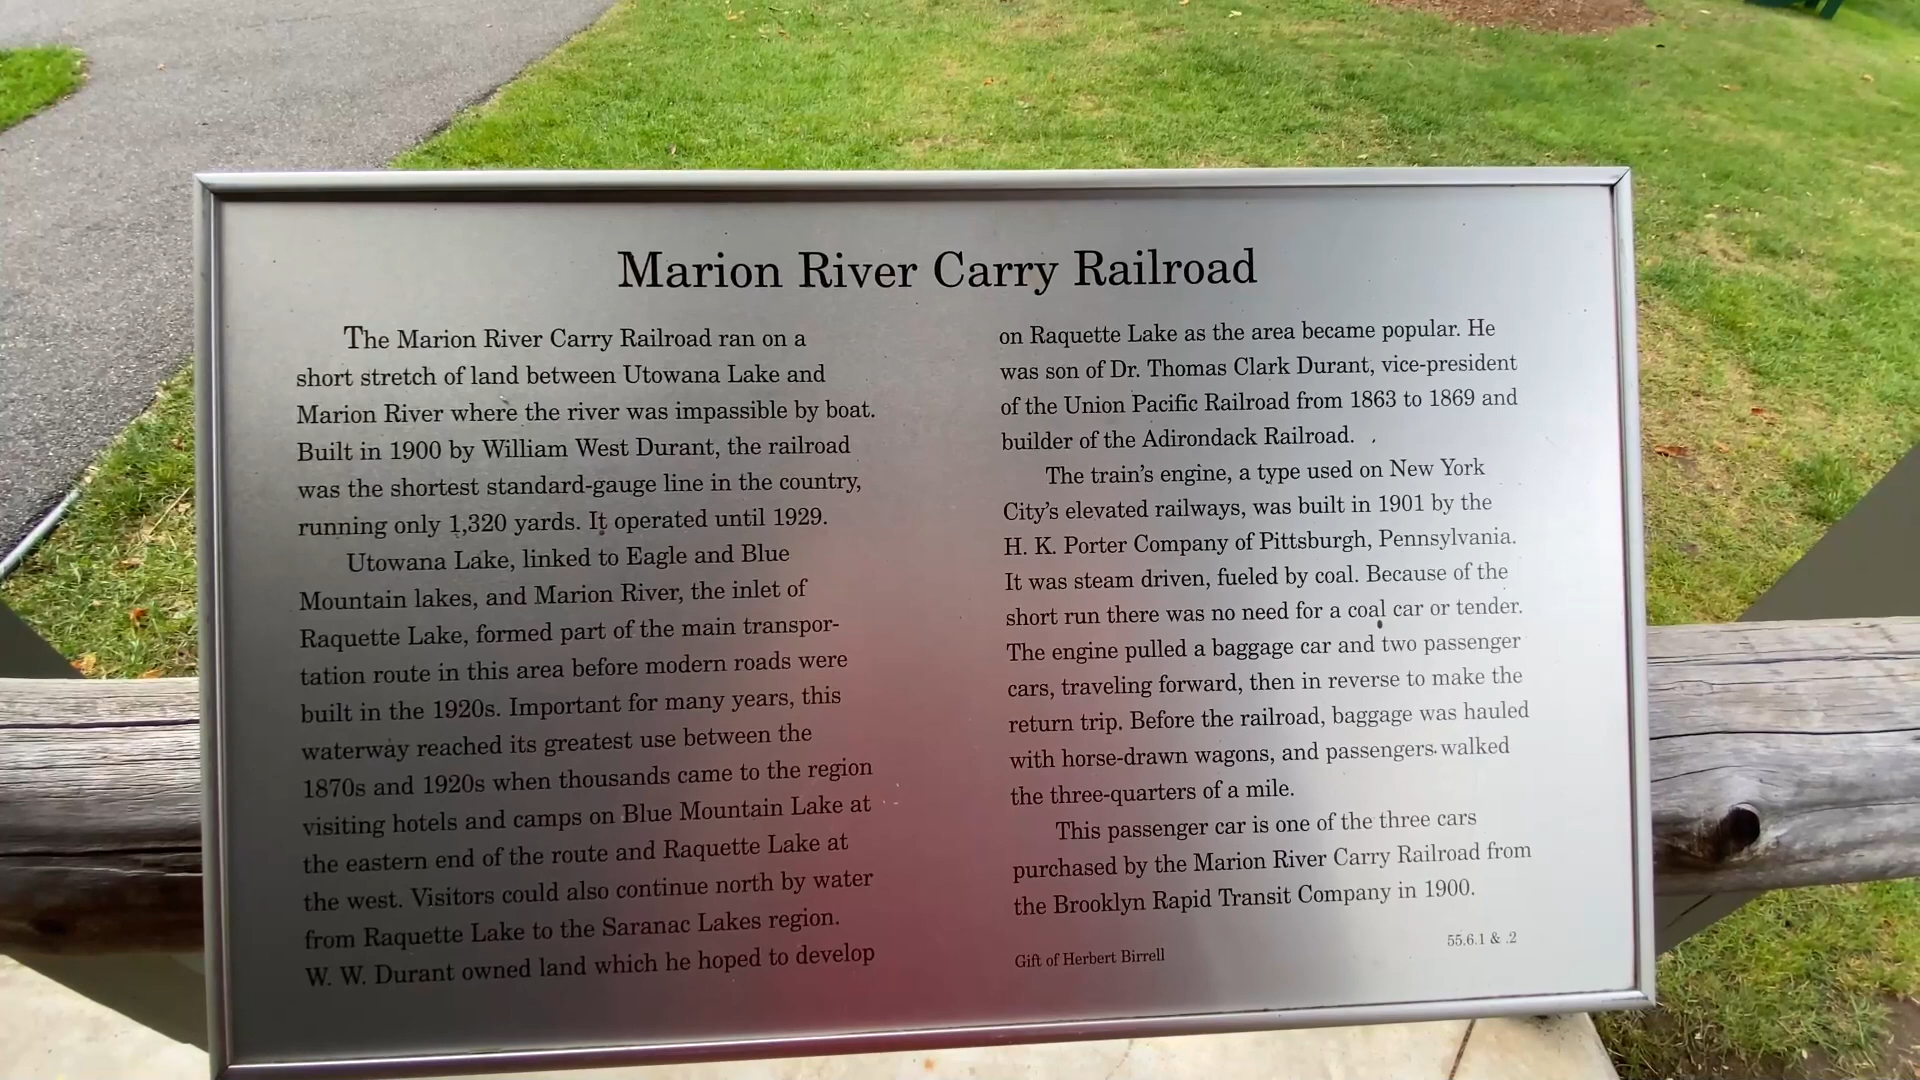 Marion River Carry Railroad
The Marion River Carry Railroad ran on a
short stretch of land between Utowana Lake and
Marion River where the river was impassible by boat.
Built in 1900 by William West Durant, the railroad
was the shortest standard-gauge line in the country,
running only 1,320 yards. It operated until 1929.
Utowana Lake, linked to Eagle and Blue
Mountain lakes, and Marion River, the inlet of
Raquette Lake, formed part of the main transpor-
tation route in this area before modern roads were
built in the 1920s. Important for many years, this
waterway reached its greatest use between the
1870s and 1920s when thousands came to the region
visiting hotels and camps on Blue Mountain Lake at
the eastern end of the route and Raquette Lake at
the west. Visitors could also continue north by water
from Raquette Lake to the Saranac Lakes region.
W. W. Durant owned land which he hoped to develop
on Raquette Lake as the area became popular. He
was son of Dr. Thomas Clark Durant, vice-president
of the Union Pacific Railroad from 1863 to 1869 and
builder of the Adirondack Railroad.
The train's engine, a type used on New York
City's elevated railways, was built in 1901 by the
H. K. Porter Company of Pittsburgh, Pennsylvania.
It was steam driven, fueled by coal. Because of the
short run there was no need for a coal car or tender.
The engine pulled a baggage car and two passenger
cars, traveling forward, then in reverse to make the
return trip. Before the railroad, baggage was hauled
with horse-drawn wagons, and passengers walked
the three-quarters of a mile.
This passenger car is one of the three cars
purchased by the Marion River Carry Railroad from
the Brooklyn Rapid Transit Company in 1900.
Gift of Herbert Birrell
55.6.1 & .2